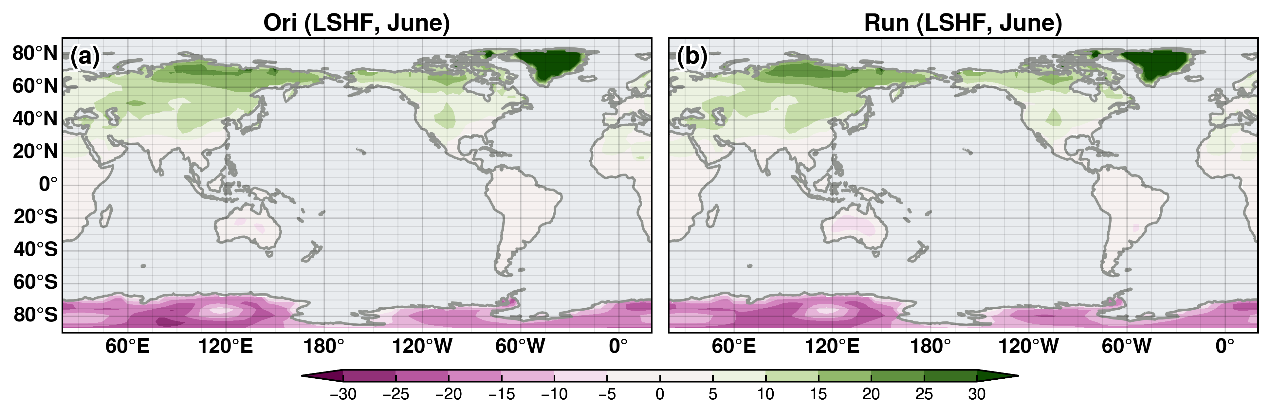 Ori (LSHF, June)
Run (LSHF, June)
(a)
(b)
80°N
60°N
40°N
20°N
0°
20°S
40°S
60°S
80°S
60°E 120°E 180° 120°W 60°W 0°
60°E 120°E 180° 120°W 60°W 0°
−30 −25 −20 −15 −10 −5 0 5 10 15 20 25 30